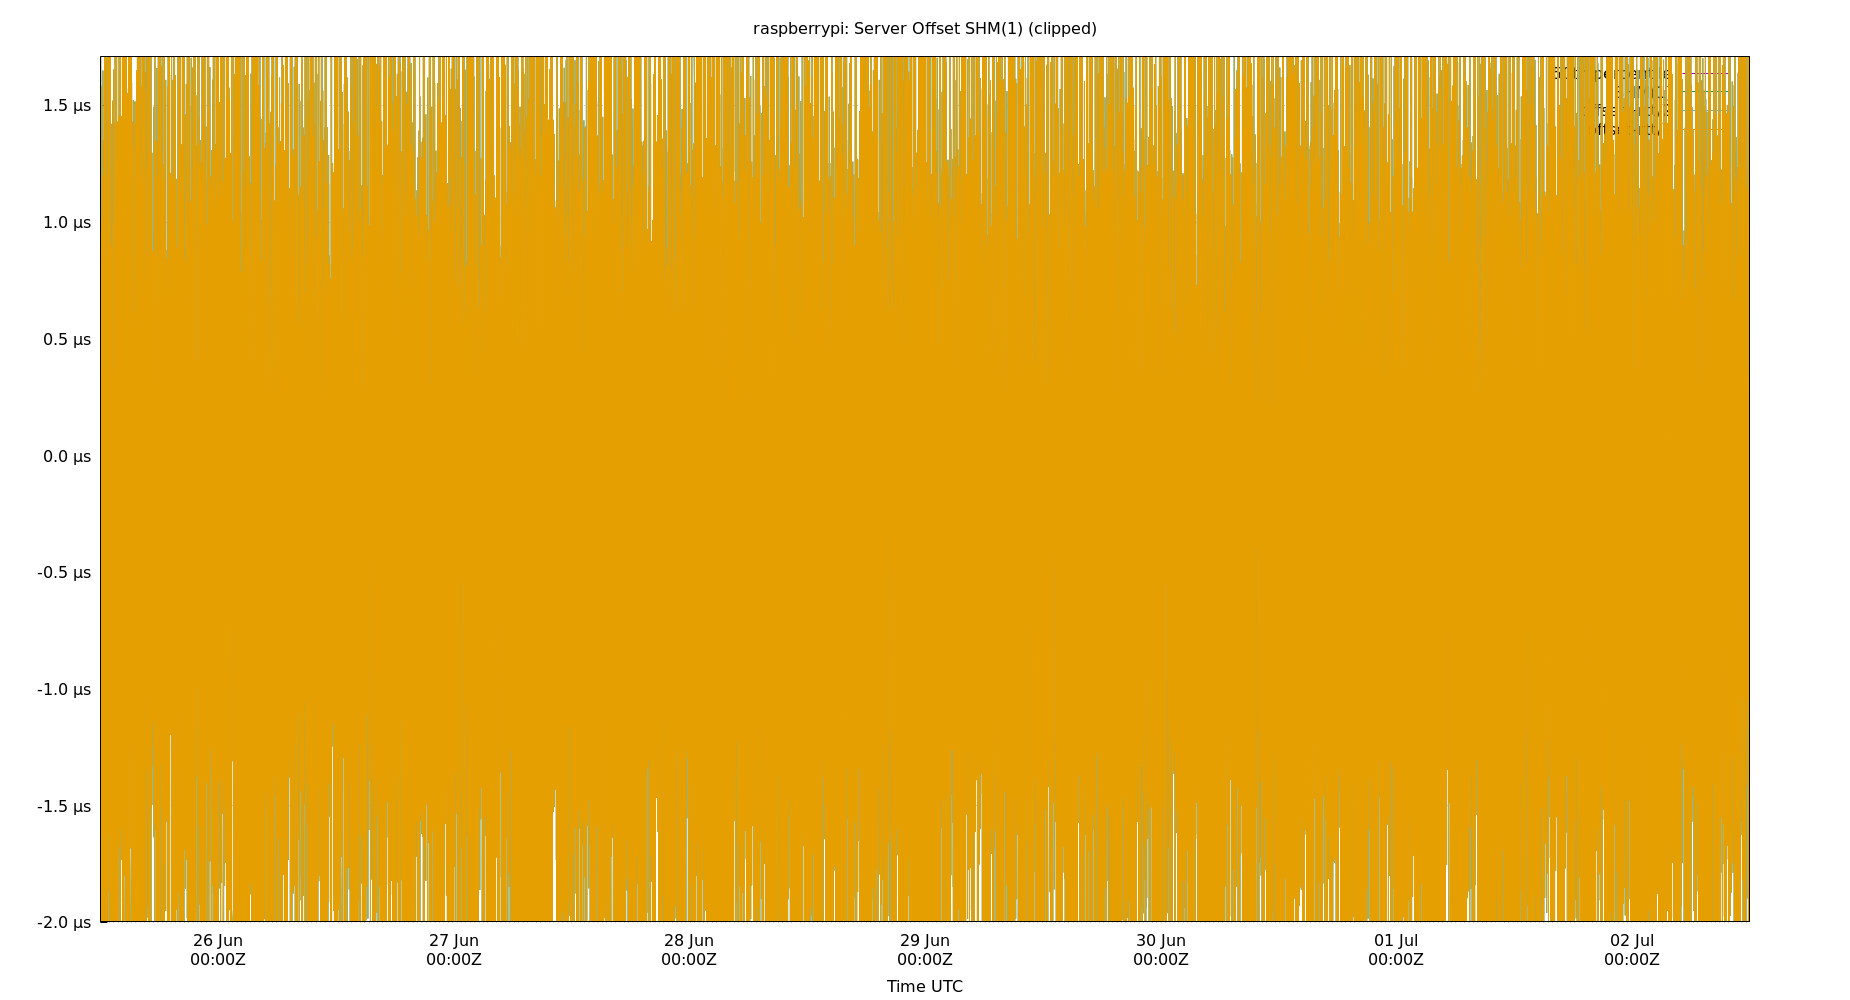 raspberrypi: Server Offset SHM(1) (clipped)
1.5 µs
1.0 µs
0.5 µs
0.0 µs
-0.5 µs
-1.0 µs
-1.5 µs
-2.0 µs
26 Jun
00:00Z
27 Jun
00:00Z
28 Jun
00:00Z
29 Jun
00:00Z
30 Jun
00:00Z
01 Jul
00:00Z
02 Jul
00:00Z
Time UTC